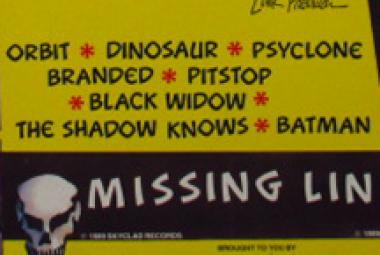 ORBIT * DINOSAUR * PSYCLONE
BRANDED * PITSTOP
* BLACK WIDOW *
THE SHADOW KNOWS * BATMAN
MISSING LIN
© 1989 SKYCLAD RECORDS
© 1989
BROUGHT TO YOU BY